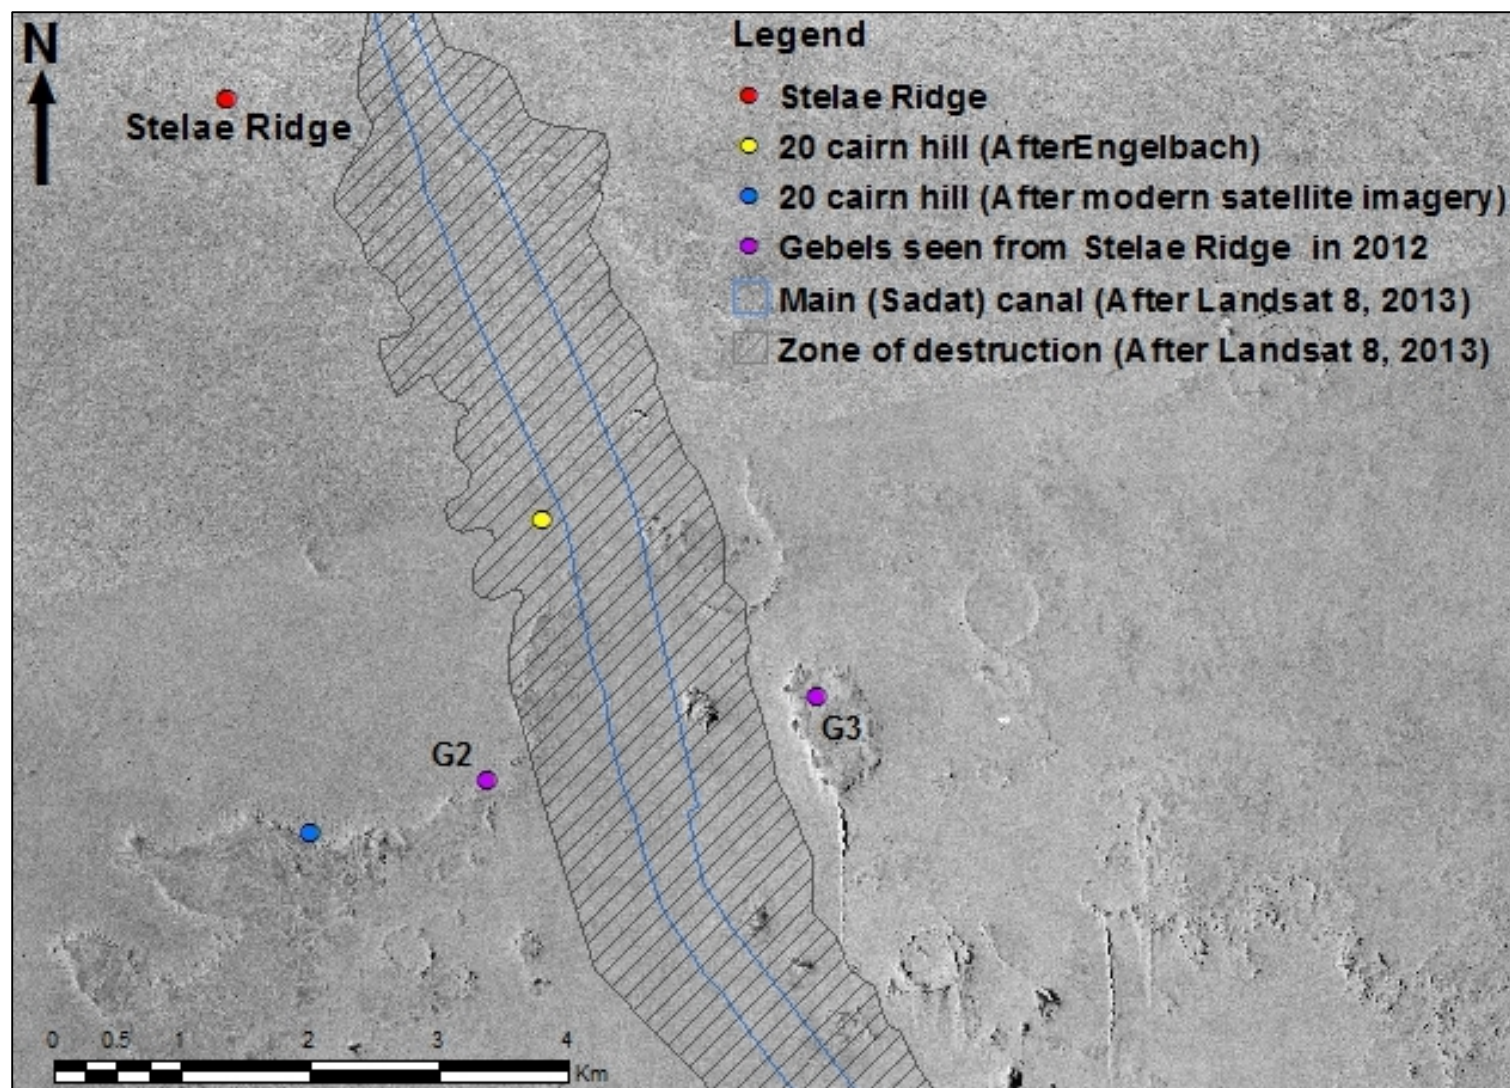 N
Stelae Ridge
Legend
Stelae Ridge
20 cairn hill (AfterEngelbach)
20 cairn hill (After modern satellite imagery)
Gebels seen from Stelae Ridge in 2012
Main (Sadat) canal (After Landsat 8, 2013)
Zone of destruction (After Landsat 8, 2013)
G3
G2
0 0.5 1 2 3 4
Km